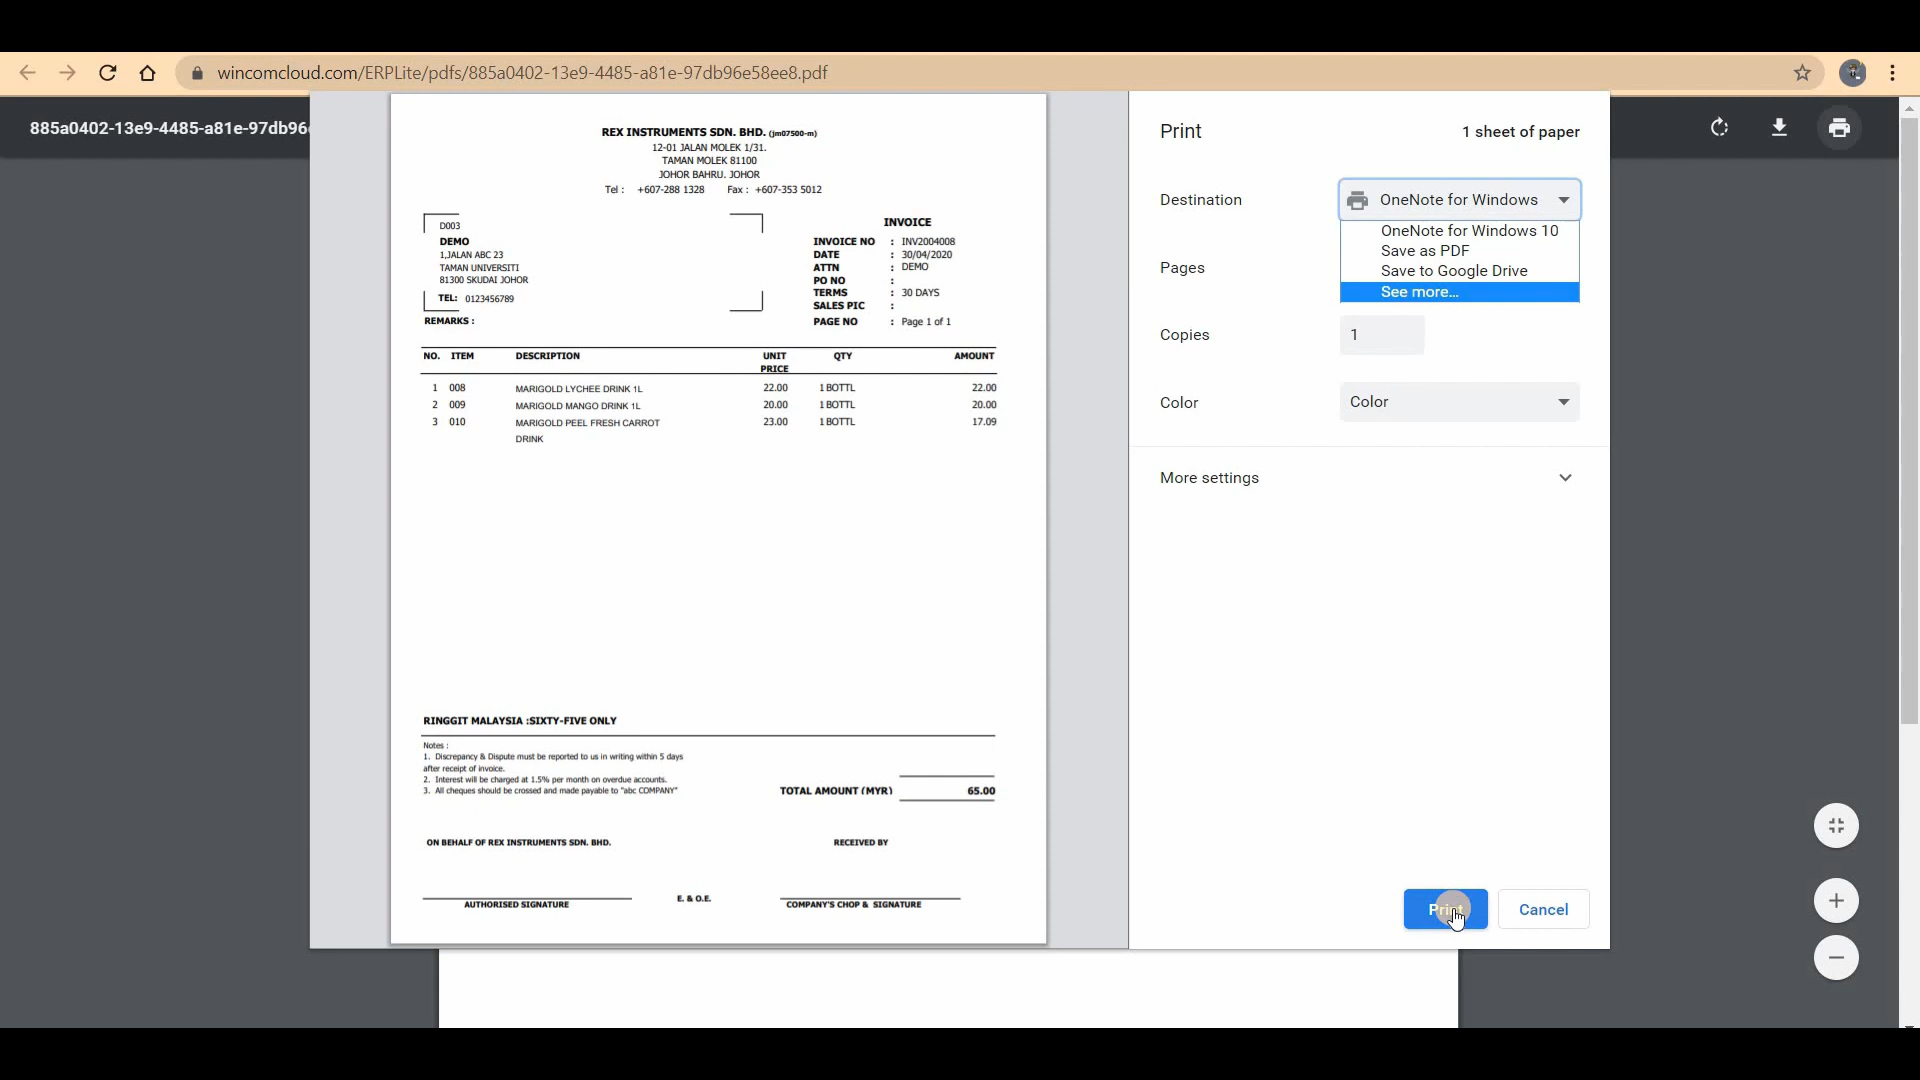 wincomcloud.com/ERPLite/pdfs/885a0402-13e9-4485-a81e-97db96e58ee8.pdf
885a0402-13e9-4485-a81e-97db96
REX INSTRUMENTS SDN. BHD. (jm07500-m)
12-01 JALAN MOLEK 1/31.
TAMAN MOLEK 81100
JOHOR BAHRU. JOHOR
Tel : +607-288 1328 Fax : +607-353 5012
D003
DEMO
1,JALAN ABC 23
TAMAN UNIVERSITI
81300 SKUDAI JOHOR
TEL: 0123456789
REMARKS :
INVOICE
INVOICE NO : INV2004008
DATE : 30/04/2020
ATTN : DEMO
PO NO :
TERMS : 30 DAYS
SALES PIC :
PAGE NO : Page 1 of 1
NO. ITEM DESCRIPTION UNIT QTY AMOUNT
PRICE
1 008 MARIGOLD LYCHEE DRINK 1L 22.00 1 BOTTL 22.00
2 009 MARIGOLD MANGO DRINK 1L 20.00 1 BOTTL 20.00
3 010 MARIGOLD PEEL FRESH CARROT 23.00 1 BOTTL 17.09
DRINK
RINGGIT MALAYSIA :SIXTY-FIVE ONLY
Notes :
1. Discrepancy & Dispute must be reported to us in writing within 5 days
after receipt of invoice.
2. Interest will be charged at 1.5% per month on overdue accounts.
3. All cheques should be crossed and made payable to "abc COMPANY"
TOTAL AMOUNT (MYR) 65.00
ON BEHALF OF REX INSTRUMENTS SDN. BHD. RECEIVED BY
E. & O.E.
AUTHORISED SIGNATURE COMPANY'S CHOP & SIGNATURE
Print 1 sheet of paper
Destination OneNote for Windows
OneNote for Windows 10
Save as PDF
Save to Google Drive
See more...
Pages
Copies 1
Color Color
More settings
Print Cancel